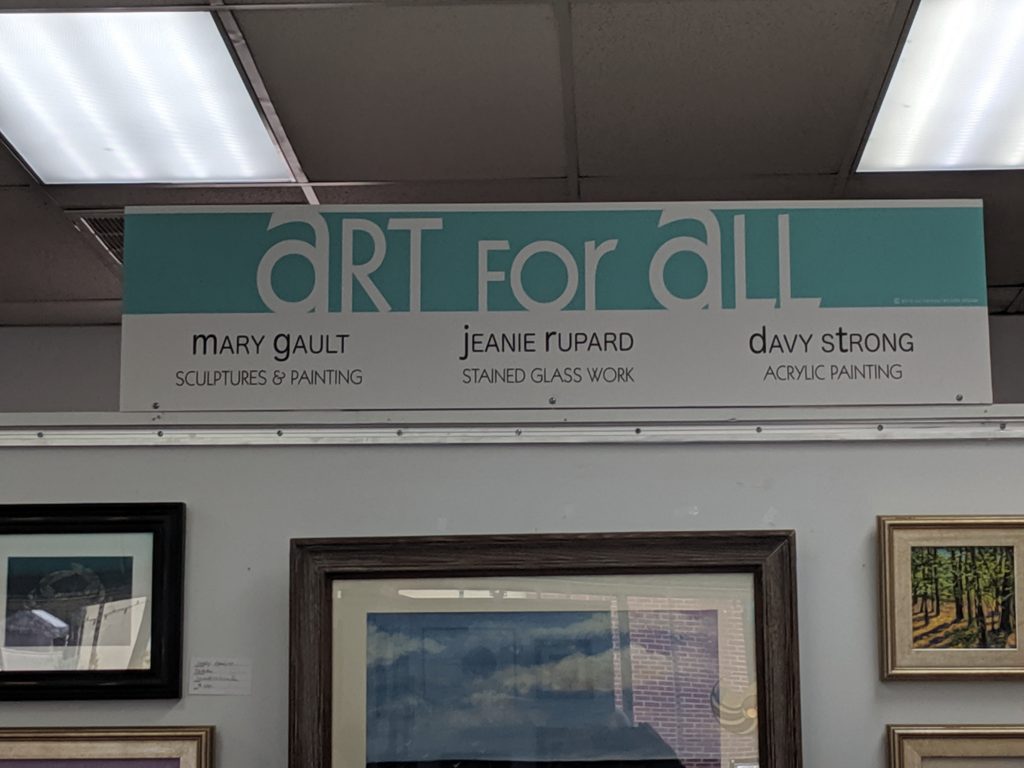 aRT FOr aLL
mARY gAULT
SCULPTURES & PAINTING
jEANIE rUPARD
STAINED GLASS WORK
dAVY sTRONG
ACRYLIC PAINTING